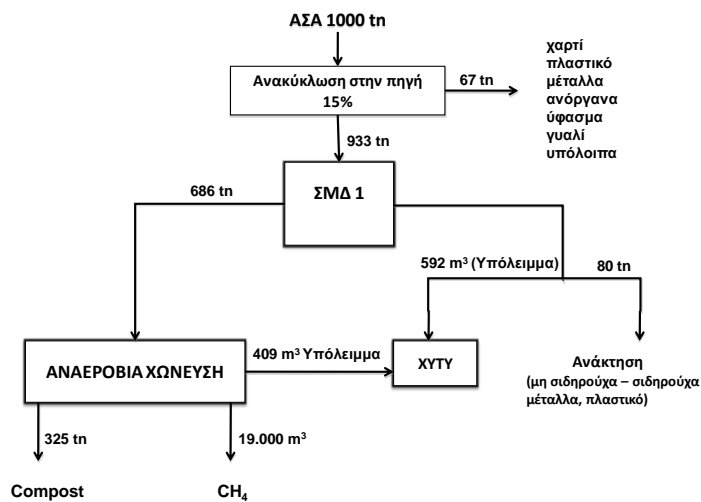 ΑΣΑ 1000 tn
Ανακύκλωση στην πηγή
15%
67 tn
χαρτί
πλαστικό
μέταλλα
ανόργανα
ύφασμα
γυαλί
υπόλοιπα
933 tn
ΣΜΔ 1
686 tn
592 m³ (Υπόλειμμα)
80 tn
ΑΝΑΕΡΟΒΙΑ ΧΩΝΕΥΣΗ
409 m³ Υπόλειμμα
ΧΥΤΥ
Ανάκτηση
(μη σιδηρούχα – σιδηρούχα
μέταλλα, πλαστικό)
325 tn
19.000 m³
Compost
CH₄